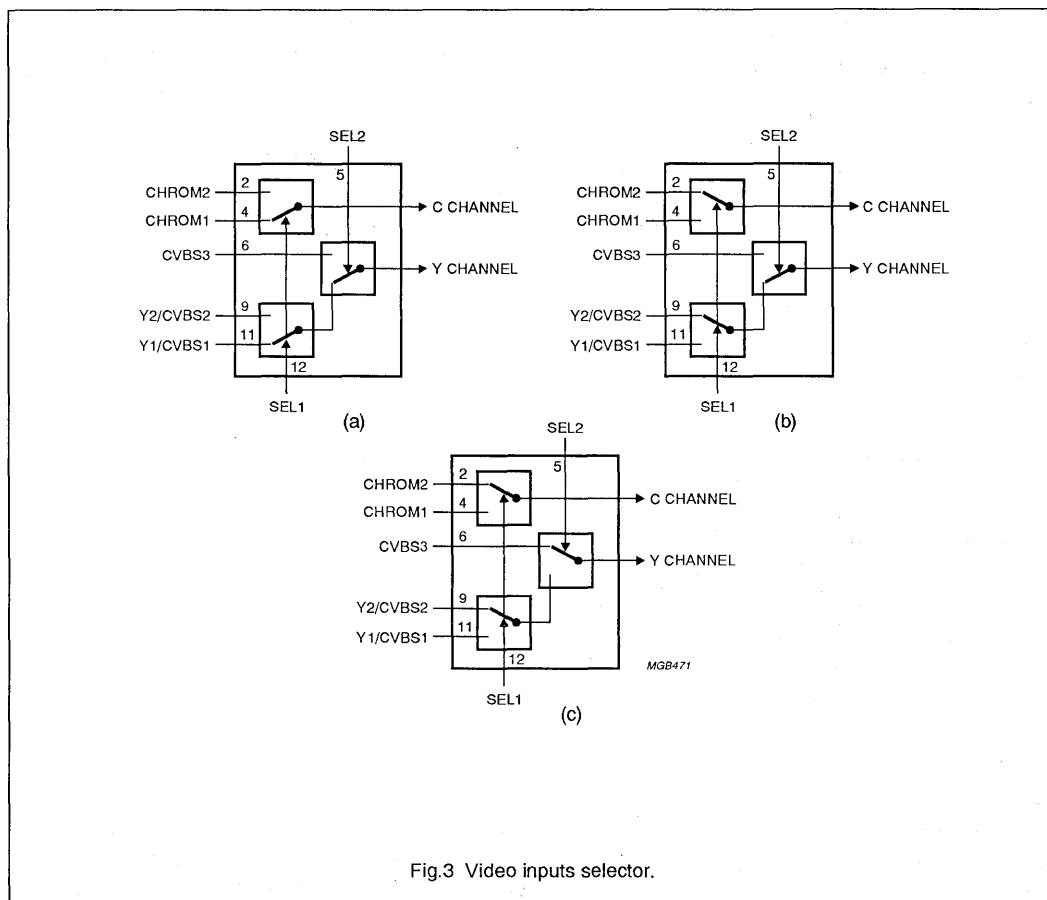 SEL2
5
CHROM2 2
CHROM1 4
C CHANNEL
CVBS3 6
Y CHANNEL
Y2/CVBS2 9
Y1/CVBS1 11
12
SEL1
(a)
SEL2
5
CHROM2 2
CHROM1 4
C CHANNEL
CVBS3 6
Y CHANNEL
Y2/CVBS2 9
Y1/CVBS1 11
12
SEL1
(b)
SEL2
5
CHROM2 2
CHROM1 4
C CHANNEL
CVBS3 6
Y CHANNEL
Y2/CVBS2 9
Y1/CVBS1 11
12
MGB471
SEL1
(c)
Fig.3 Video inputs selector.